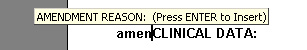 AMENDMENT REASON:  (Press ENTER to Insert)
amenCLINICAL DATA: